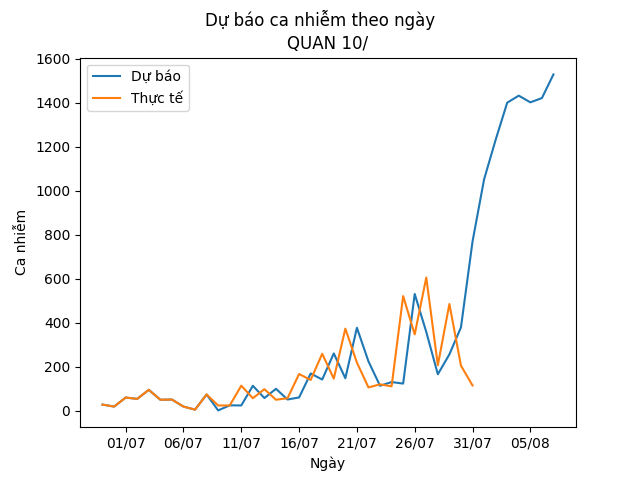 Dự báo ca nhiễm theo ngày
QUAN 10/
Dự báo
Thực tế
1600
1400
1200
1000
800
600
400
200
0
Ca nhiễm
01/07 06/07 11/07 16/07 21/07 26/07 31/07 05/08
Ngày